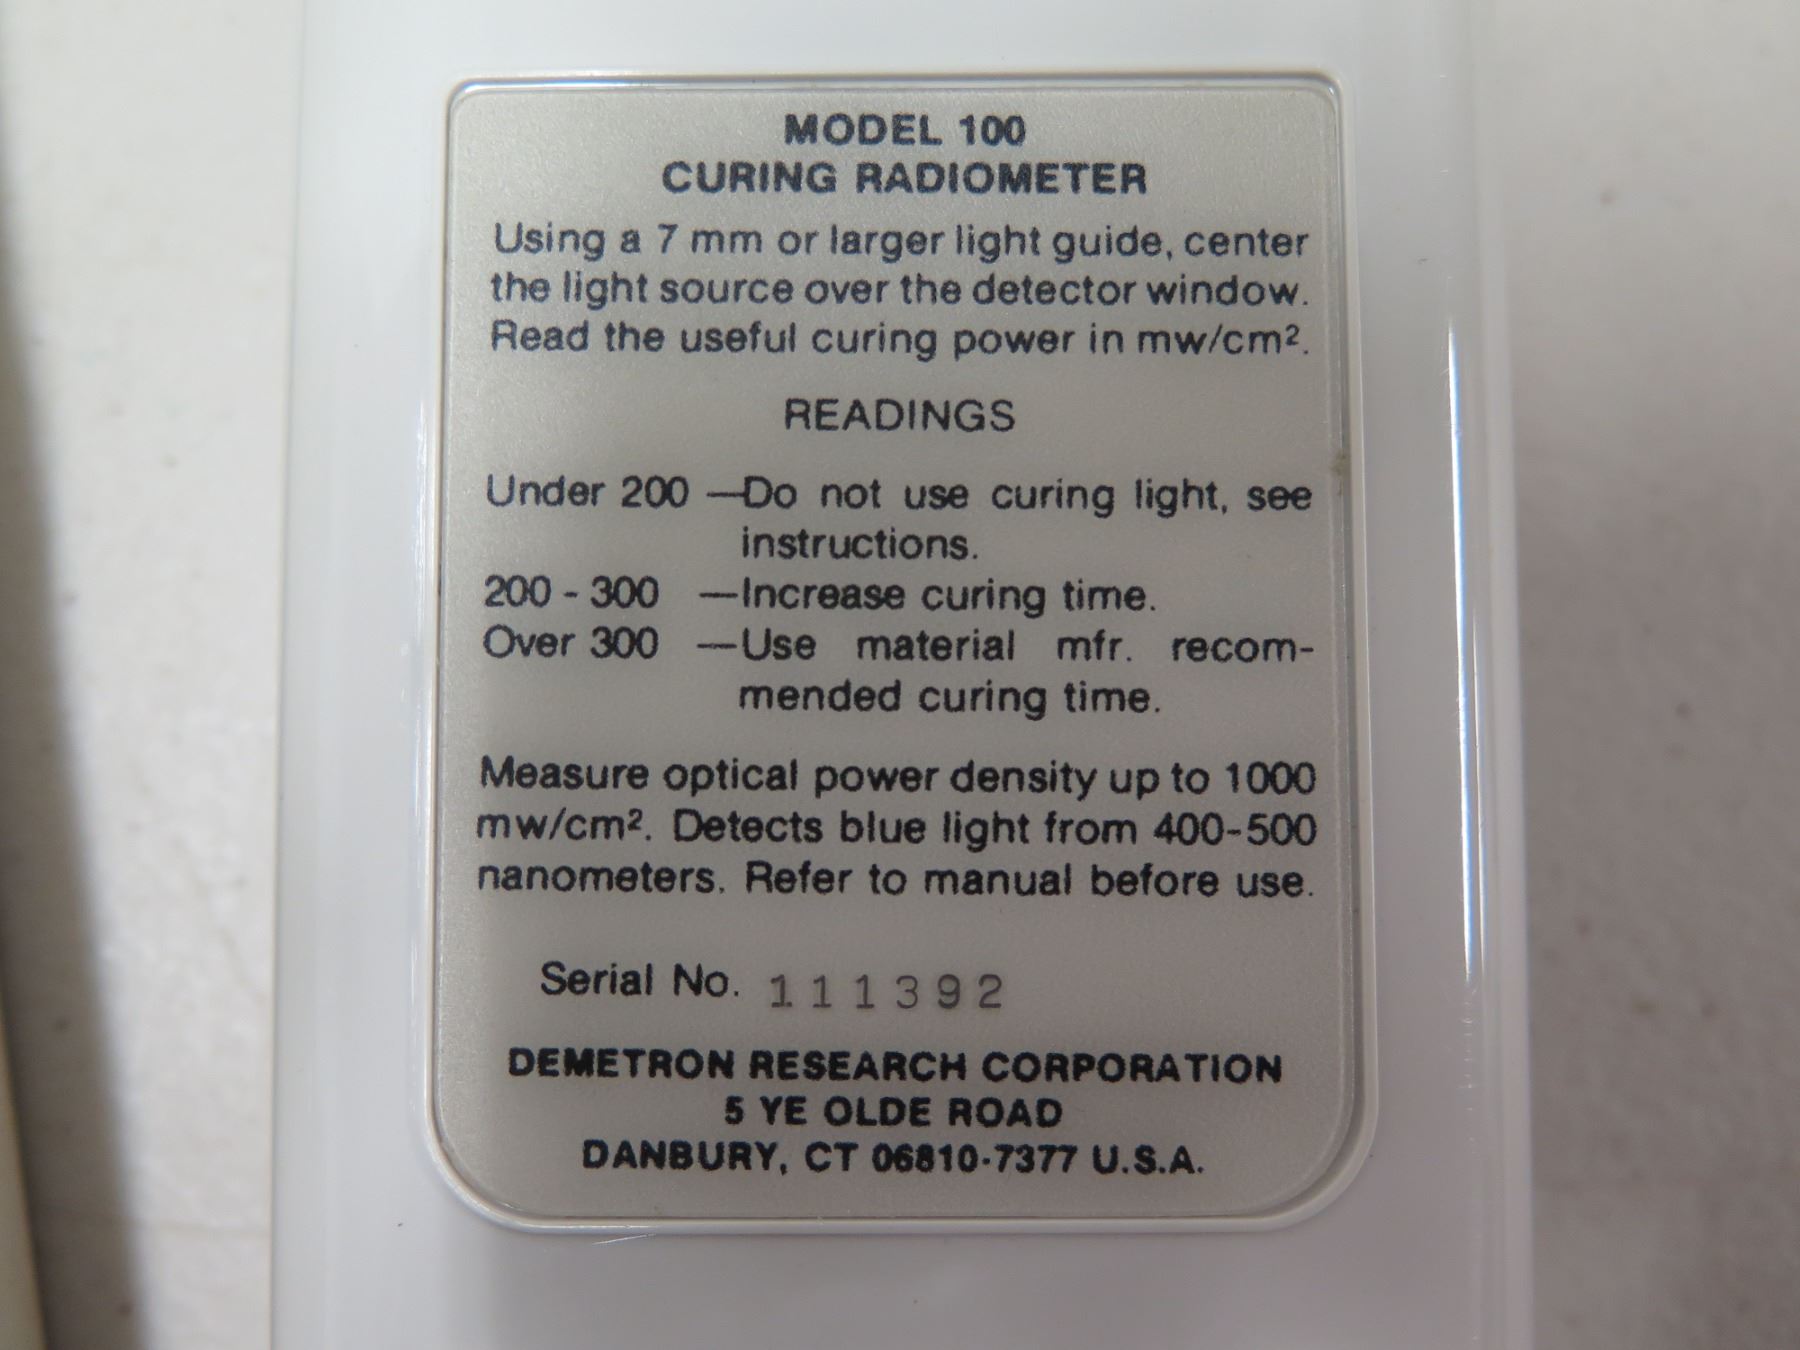 MODEL 100
CURING RADIOMETER
Using a 7 mm or larger light guide, center
the light source over the detector window.
Read the useful curing power in mw/cm².
READINGS
Under 200 —Do not use curing light, see
instructions.
200 - 300 —Increase curing time.
Over 300 —Use material mfr. recom-
mended curing time.
Measure optical power density up to 1000
mw/cm². Detects blue light from 400-500
nanometers. Refer to manual before use.
Serial No. 111392
DEMETRON RESEARCH CORPORATION
5 YE OLDE ROAD
DANBURY, CT 06810-7377 U.S.A.